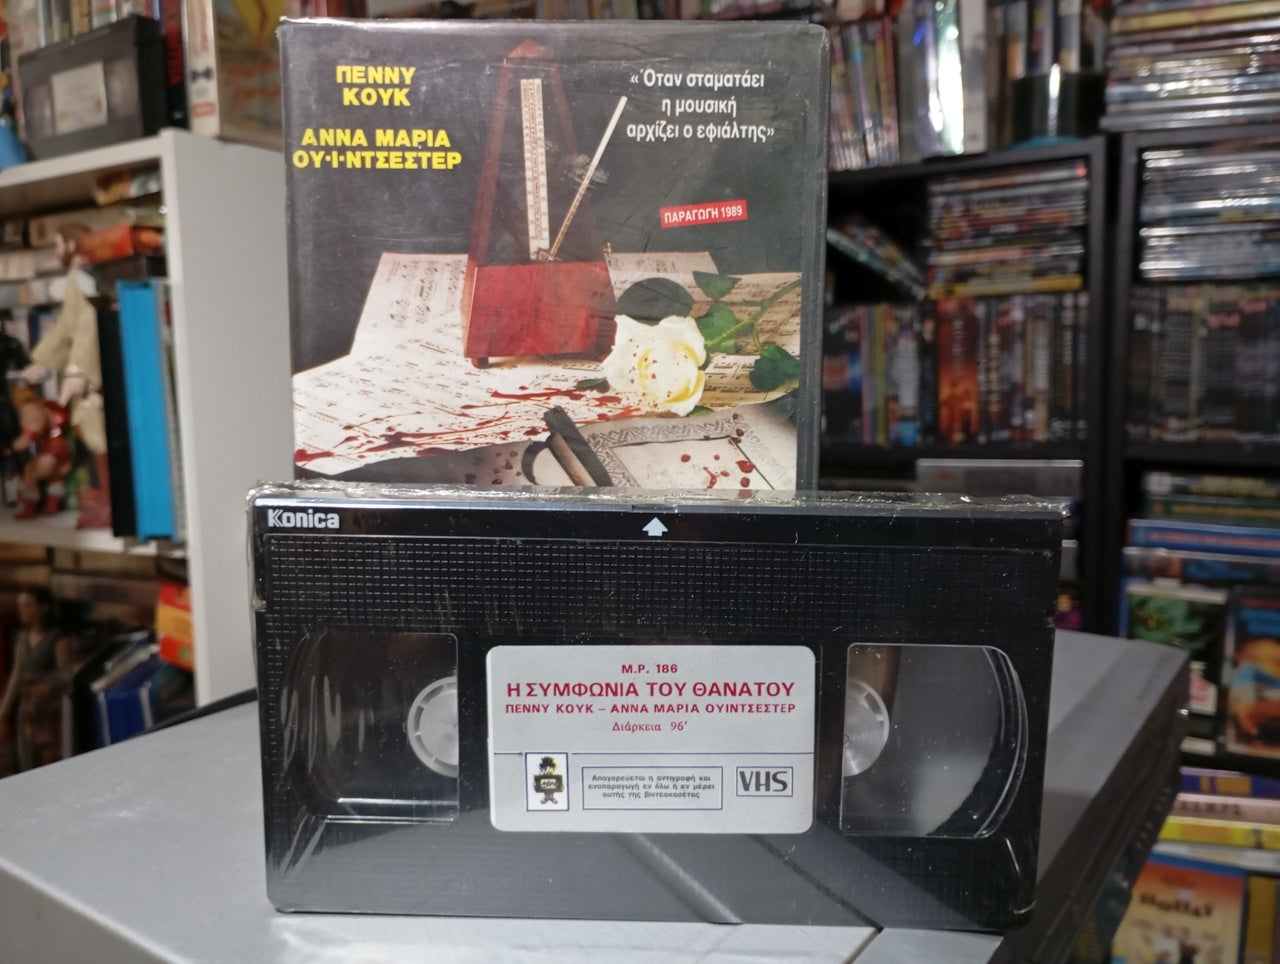 ΠΕΝΝΥ
ΚΟΥΚ
ΑΝΝΑ ΜΑΡΙΑ
ΟΥ·Ι·ΝΤΣΕΣΤΕΡ
«Όταν σταματάει
η μουσική
αρχίζει ο εφιάλτης»
ΠΑΡΑΓΩΓΗ 1989
Konica
M.P. 186
Η ΣΥΜΦΩΝΙΑ ΤΟΥ ΘΑΝΑΤΟΥ
ΠΕΝΝΥ ΚΟΥΚ – ΑΝΝΑ ΜΑΡΙΑ ΟΥΙΝΤΣΕΣΤΕΡ
Διάρκεια 96'
Απαγορεύεται η αντιγραφή και
αναπαραγωγή εν όλω ή εν μέρει
αυτής της βιντεοκασέτας
VHS